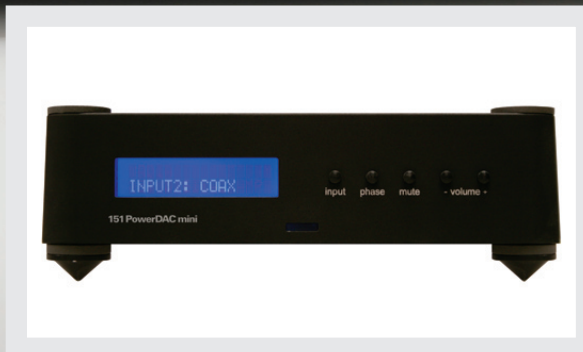 INPUT2: COAX
input phase mute - volume -
151 PowerDAC mini